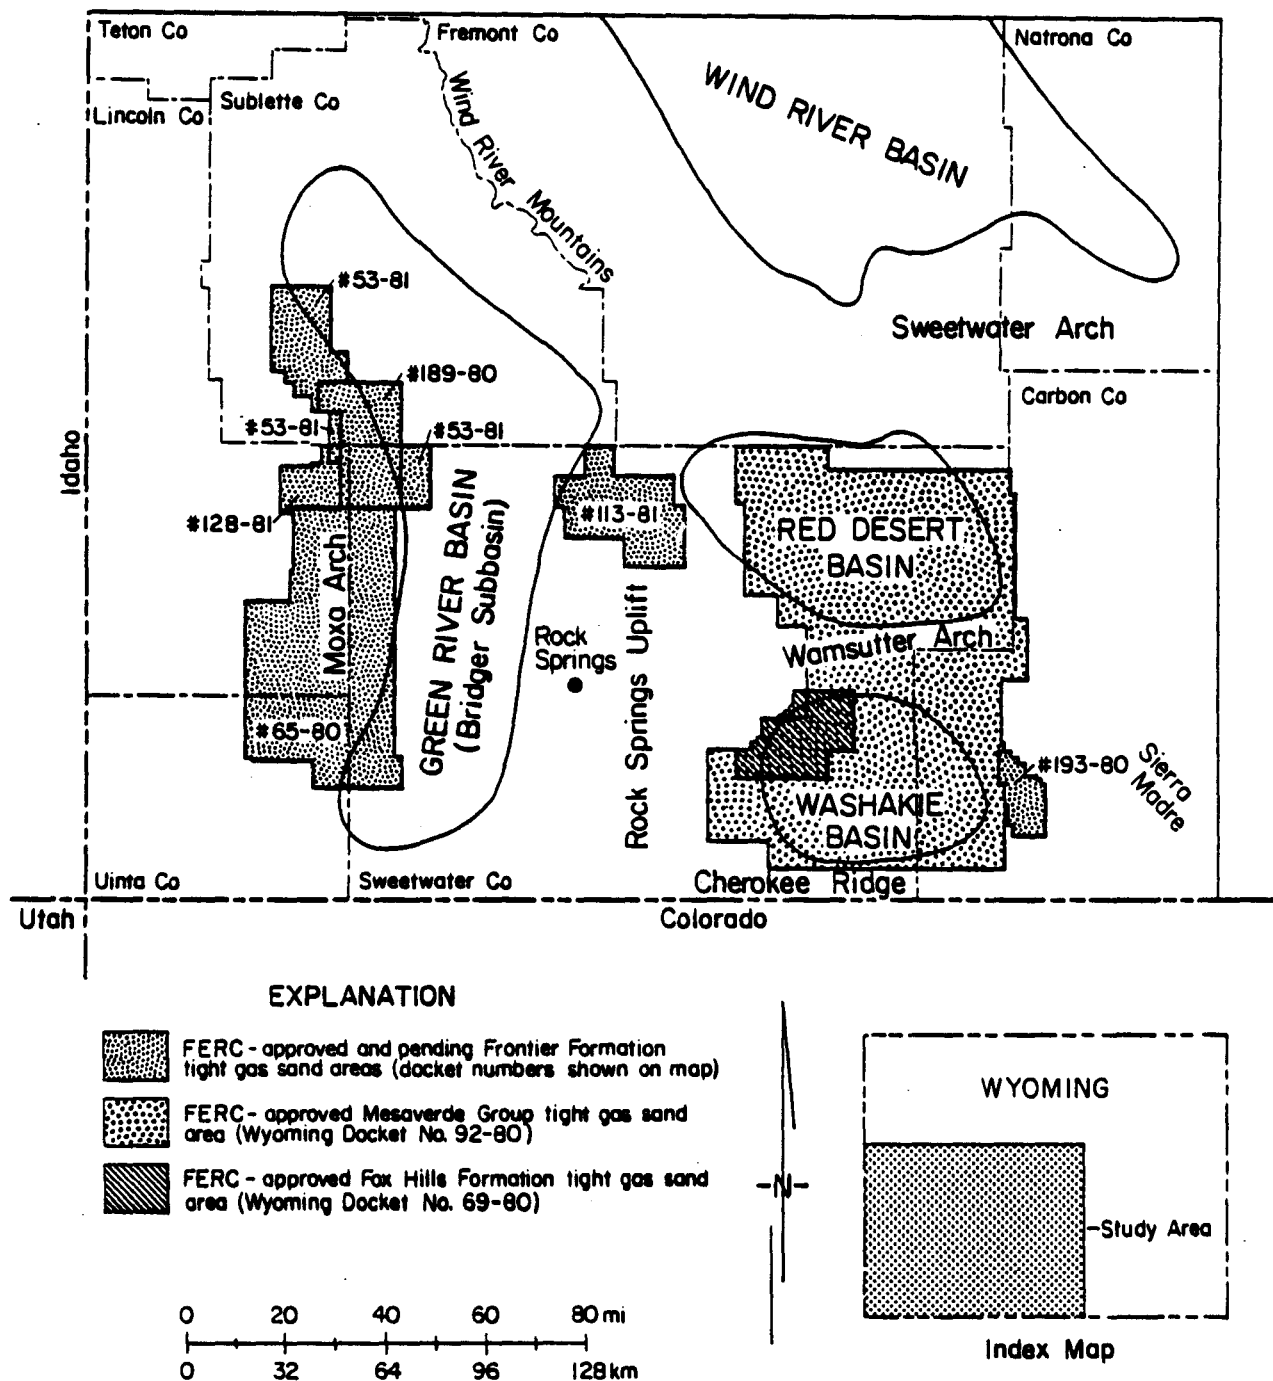 Teton Co
Fremont Co
Natrona Co
Lincoln Co
Sublette Co
Wind River Mountains
WIND RIVER BASIN
#53-81
Sweetwater Arch
#189-80
Carbon Co
#53-81
#53-81
Idaho
#128-81
#113-81
Moxa Arch
GREEN RIVER BASIN
(Bridger Subbasin)
RED DESERT
BASIN
Rock
Springs
Rock Springs Uplift
Wamsutter Arch
#65-80
#193-80
Sierra
Madre
WASHAKIE
BASIN
Uinta Co
Sweetwater Co
Cherokee Ridge
Utah
Colorado
EXPLANATION
FERC-approved and pending Frontier Formation
tight gas sand areas (docket numbers shown on map)
FERC-approved Mesaverde Group tight gas sand
area (Wyoming Docket No. 92-80)
FERC-approved Fox Hills Formation tight gas sand
area (Wyoming Docket No. 69-80)
N
WYOMING
Study Area
Index Map
0 20 40 60 80 mi
0 32 64 96 128 km